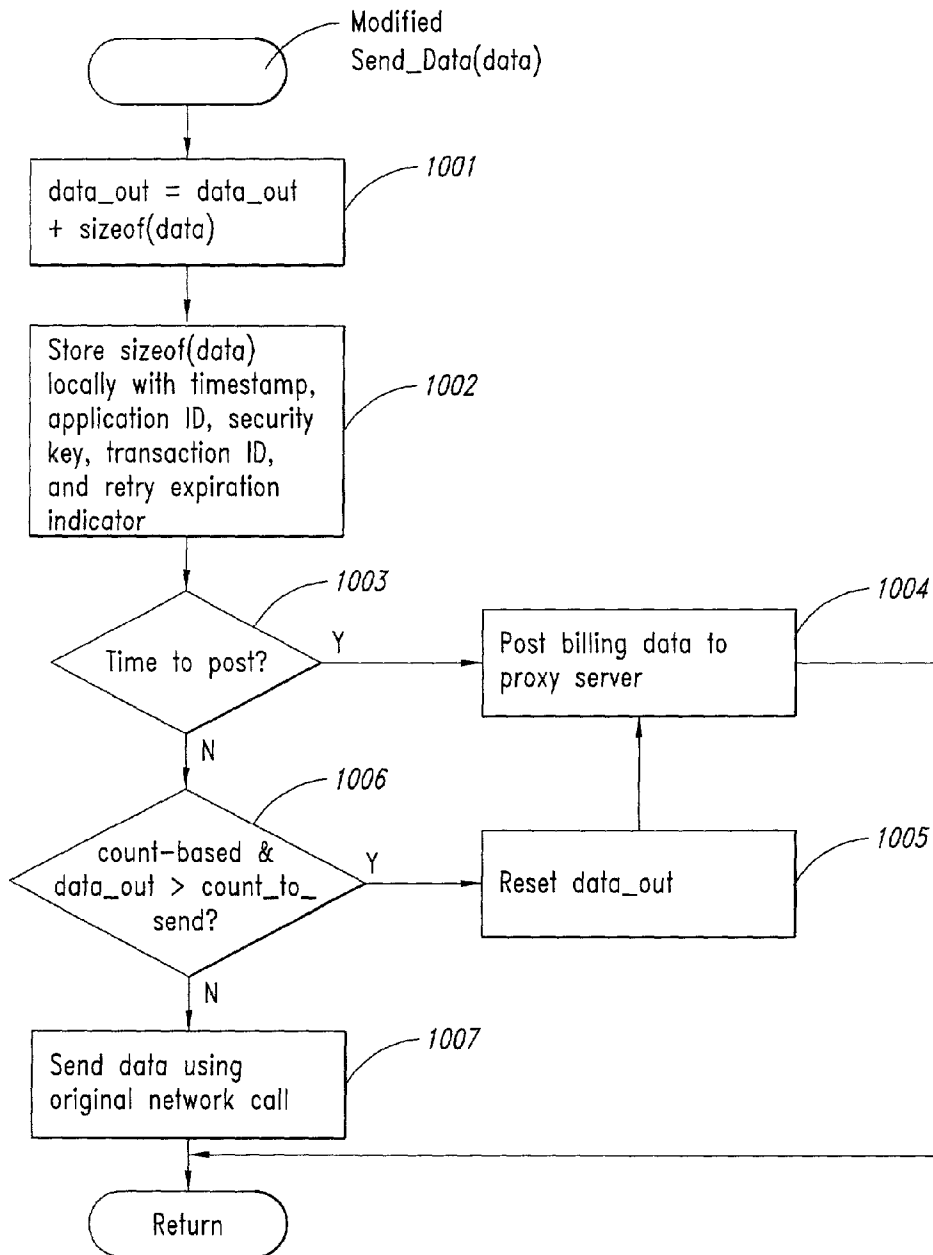 Modified
Send_Data(data)
1001
data_out = data_out
+ sizeof(data)
1002
Store sizeof(data)
locally with timestamp,
application ID, security
key, transaction ID,
and retry expiration
indicator
1003
Time to post?
Y
N
1004
Post billing data to
proxy server
1006
count-based &
data_out > count_to_
send?
Y
N
1005
Reset data_out
1007
Send data using
original network call
Return